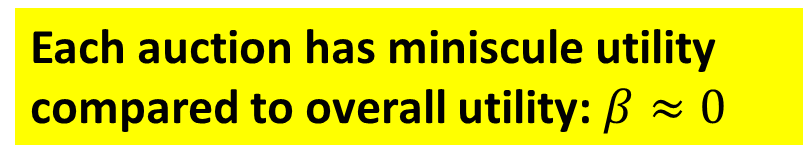 Each auction has miniscule utility
compared to overall utility: β ≈ 0